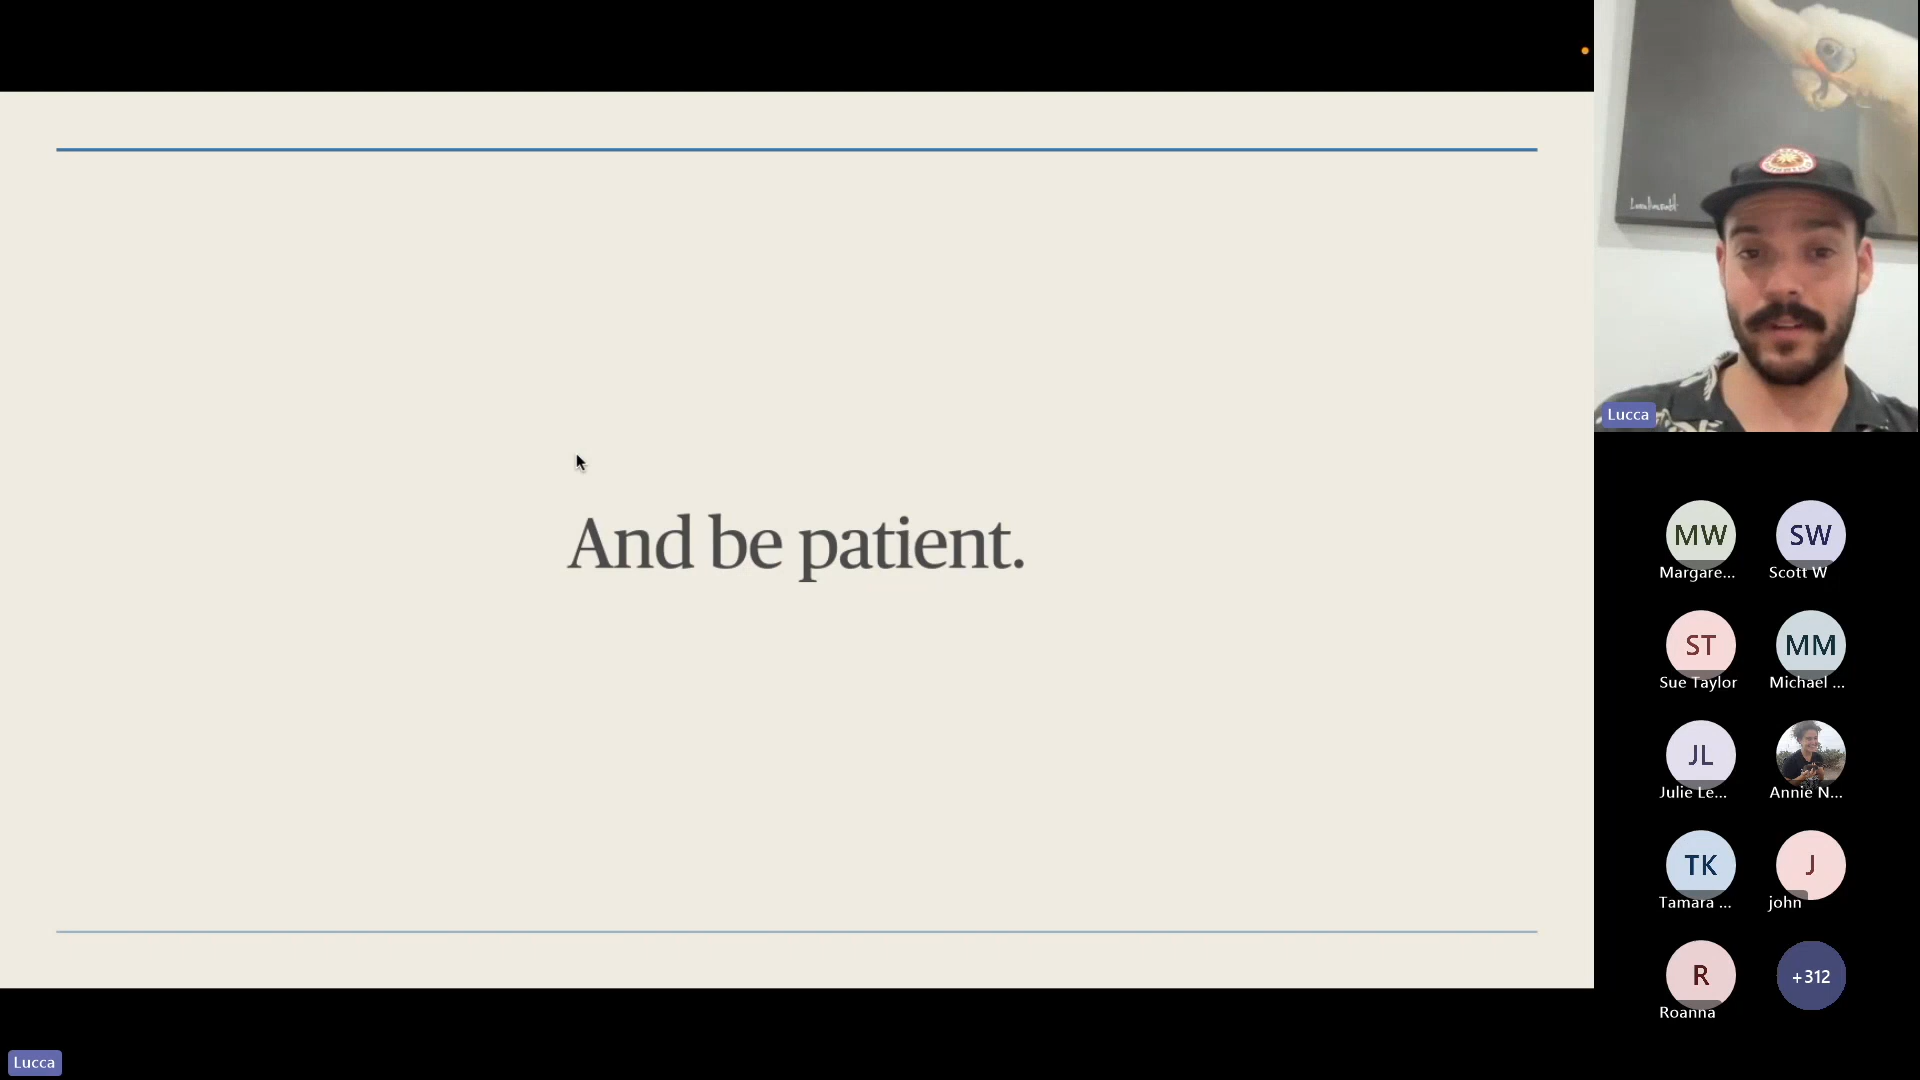 And be patient.
Lucca
MW
Margare...
SW
Scott W
ST
Sue Taylor
MM
Michael ...
JL
Julie Le...
Annie N...
TK
Tamara ...
J
john
R
Roanna
+312
Lucca